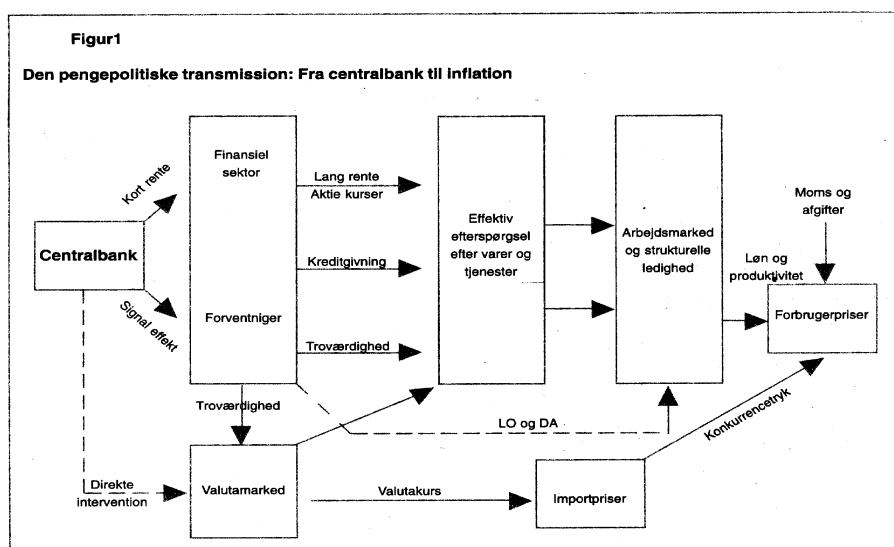 Figur1
Den pengepolitiske transmission: Fra centralbank til inflation
Kort rente
Centralbank
Signal effekt
Finansiel
sektor
Forventniger
Lang rente
Aktie kurser
Kreditgivning
Troværdighed
Effektiv
efterspørgsel
efter varer og
tjenester
Arbejdsmarked
og strukturelle
ledighed
Moms og
afgifter
Løn og
produktivitet
Forbrugerpriser
Troværdighed
LO og DA
Konkurrencetryk
Direkte
intervention
Valutamarked
Valutakurs
Importpriser